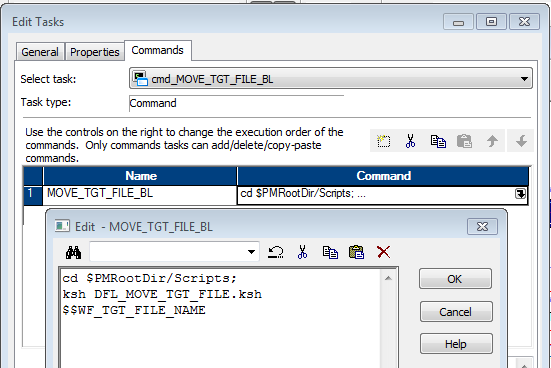 Edit Tasks
General Properties Commands
Select task: cmd_MOVE_TGT_FILE_BL
Task type: Command
Use the controls on the right to change the execution order of the
commands. Only commands tasks can add/delete/copy-paste
commands.
Name Command
1 MOVE_TGT_FILE_BL cd $PMRootDir/Scripts; ...
Edit - MOVE_TGT_FILE_BL
cd $PMRootDir/Scripts;
ksh DFL_MOVE_TGT_FILE.ksh
$$WF_TGT_FILE_NAME
OK
Cancel
Help